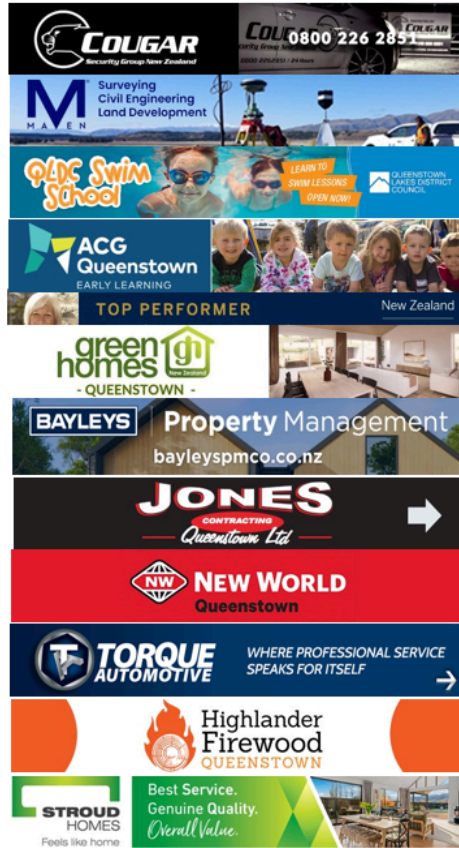 COUGAR
Security Group New Zealand
0800 226 2851
MAVEN
Surveying
Civil Engineering
Land Development
QLDC Swim
School
LEARN TO
SWIM LESSONS
OPEN NOW!
QUEENSTOWN
LAKES DISTRICT
COUNCIL
ACG
Queenstown
EARLY LEARNING
TOP PERFORMER
New Zealand
green
homes gh
New Zealand
- QUEENSTOWN -
BAYLEYS Property Management
bayleyspmco.co.nz
JONES
CONTRACTING
Queenstown Ltd
NW NEW WORLD
Queenstown
TORQUE
AUTOMOTIVE
WHERE PROFESSIONAL SERVICE
SPEAKS FOR ITSELF
Highlander
Firewood
QUEENSTOWN
STROUD
HOMES
Feels like home
Best Service.
Genuine Quality.
Overall Value.